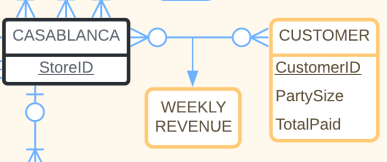 CASABLANCA
StoreID
WEEKLY
REVENUE
CUSTOMER
CustomerID
PartySize
TotalPaid